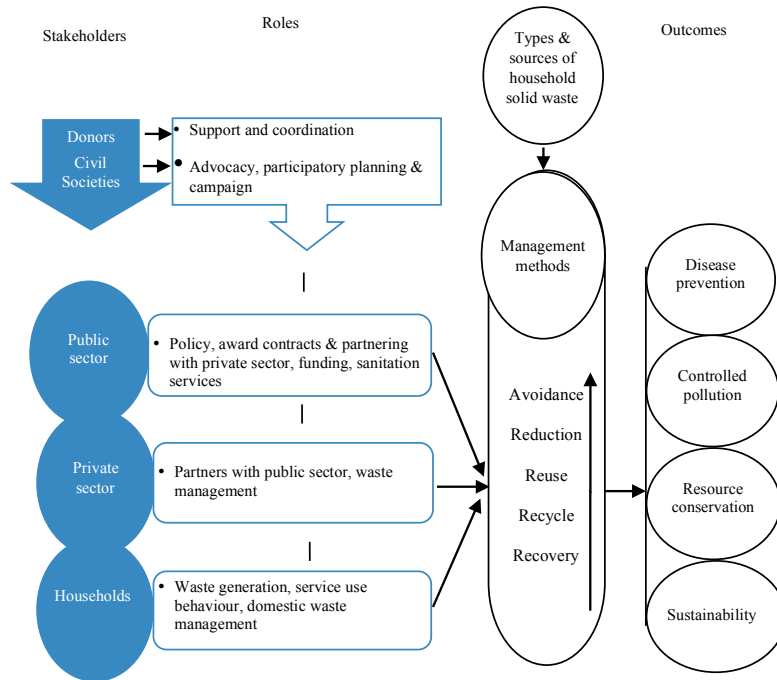 Stakeholders
Roles
Outcomes
Types &
sources of
household
solid waste
Donors
Civil
Societies
• Support and coordination
• Advocacy, participatory planning &
campaign
Management
methods
Public
sector
• Policy, award contracts & partnering
with private sector, funding, sanitation
services
Private
sector
• Partners with public sector, waste
management
Households
• Waste generation, service use
behaviour, domestic waste
management
Avoidance
Reduction
Reuse
Recycle
Recovery
Disease
prevention
Controlled
pollution
Resource
conservation
Sustainability